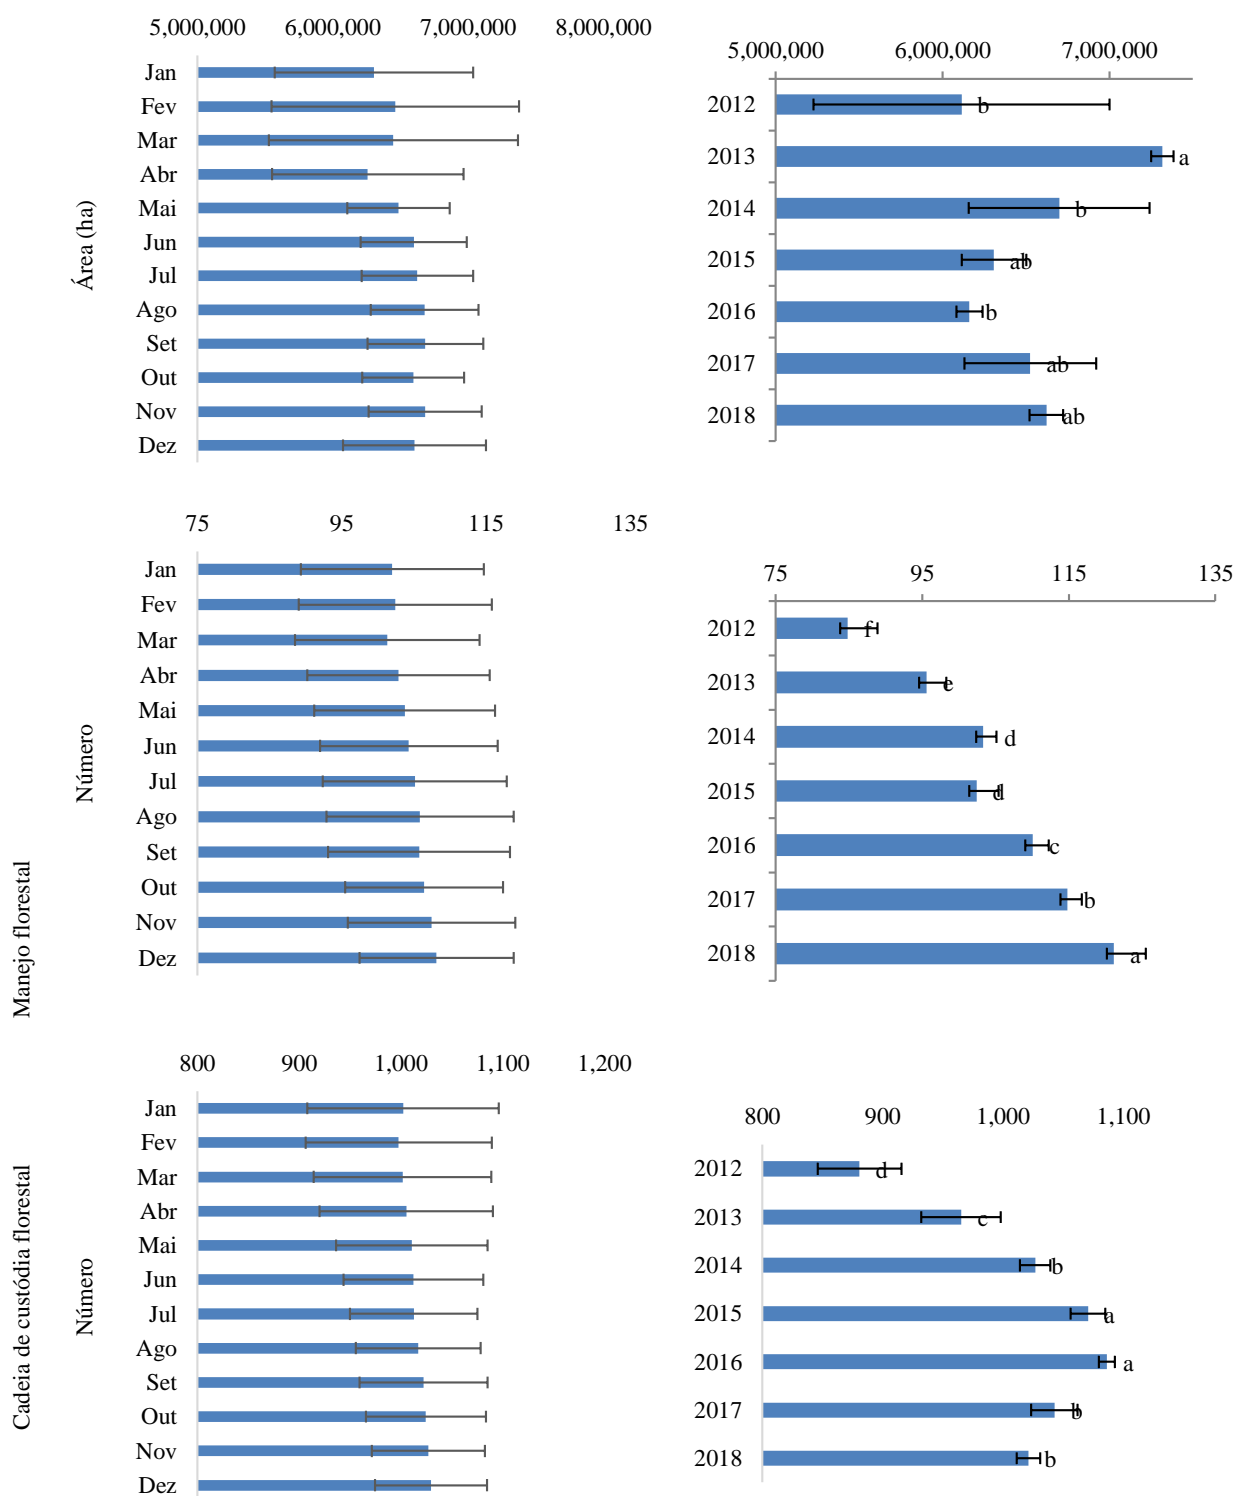 5,000,000 6,000,000 7,000,000 8,000,000
Jan
Fev
Mar
Abr
Mai
Jun
Jul
Ago
Set
Out
Nov
Dez
Área (ha)
5,000,000 6,000,000 7,000,000
2012 b
2013 a
2014 b
2015 ab
2016 b
2017 ab
2018 ab
75 95 115 135
Jan
Fev
Mar
Abr
Mai
Jun
Jul
Ago
Set
Out
Nov
Dez
Número
Manejo florestal
75 95 115 135
2012 f
2013 e
2014 d
2015 d
2016 c
2017 b
2018 a
800 900 1,000 1,100 1,200
Jan
Fev
Mar
Abr
Mai
Jun
Jul
Ago
Set
Out
Nov
Dez
Número
Cadeia de custódia florestal
800 900 1,000 1,100
2012 d
2013 c
2014 b
2015 a
2016 a
2017 b
2018 b